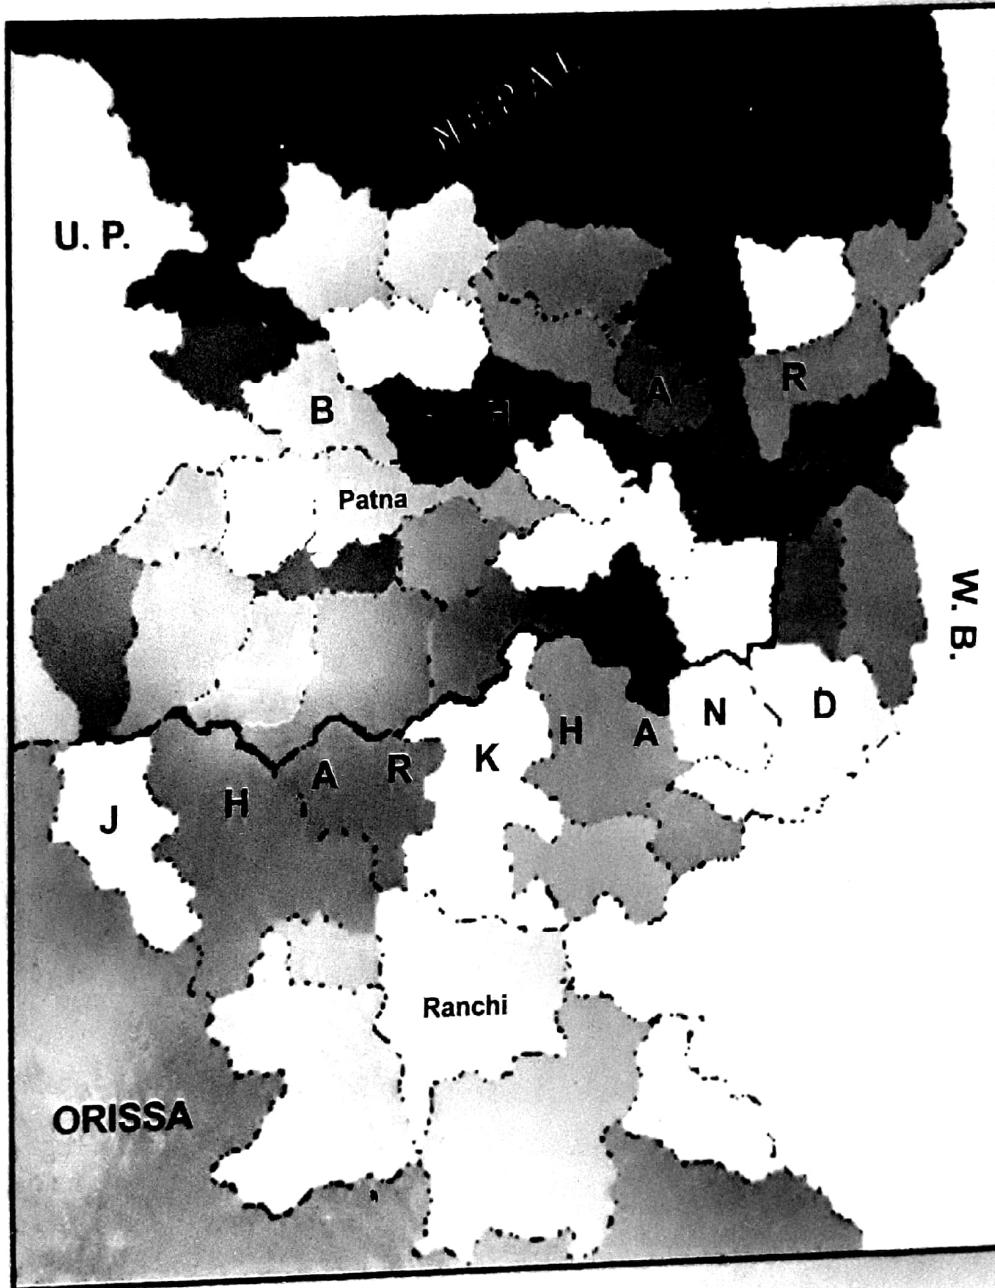 NEPAL
U. P.
B I H A R
Patna
W. B.
J H A R K H A N D
Ranchi
ORISSA